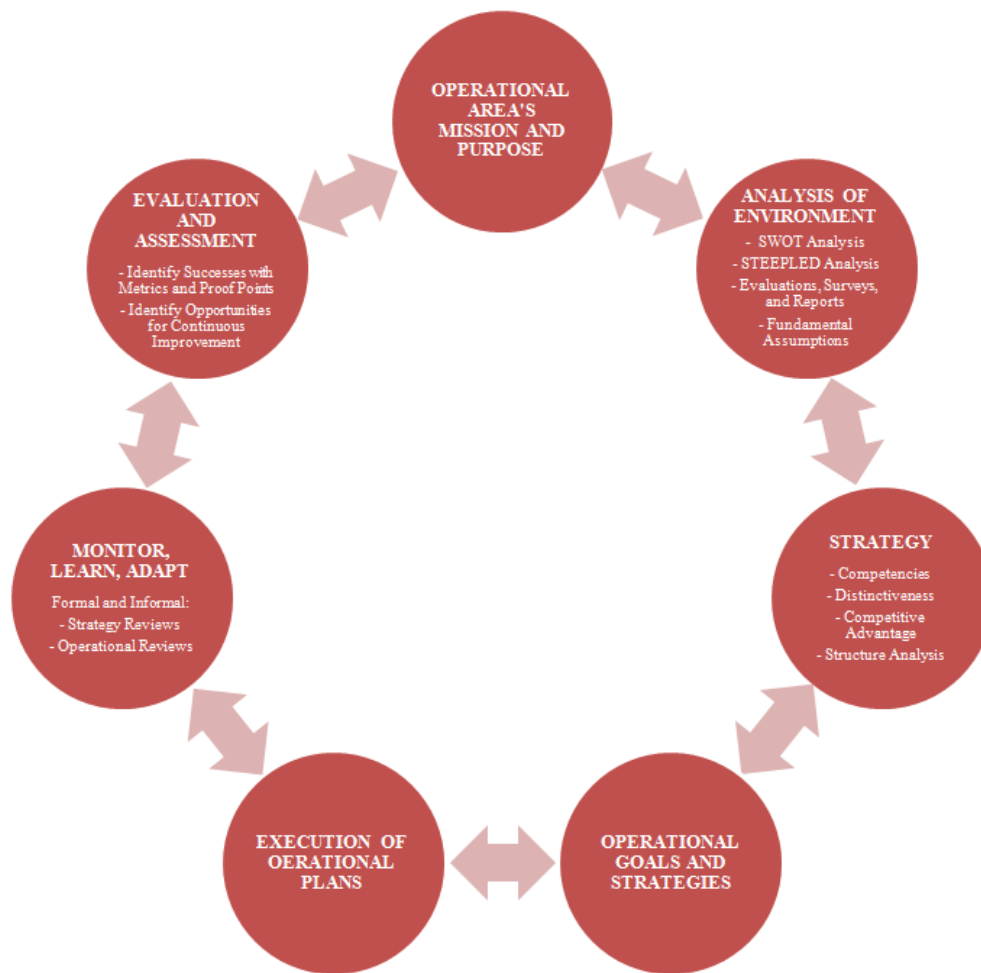 OPERATIONAL
AREA'S
MISSION AND
PURPOSE
ANALYSIS OF
ENVIRONMENT
- SWOT Analysis
- STEEPLED Analysis
- Evaluations, Surveys,
and Reports
- Fundamental
Assumptions
STRATEGY
- Competencies
- Distinctiveness
- Competitive
Advantage
- Structure Analysis
OPERATIONAL
GOALS AND
STRATEGIES
EXECUTION OF
OERATIONAL
PLANS
MONITOR,
LEARN, ADAPT
Formal and Informal:
- Strategy Reviews
- Operational Reviews
EVALUATION
AND
ASSESSMENT
- Identify Successes with
Metrics and Proof Points
- Identify Opportunities
for Continuous
Improvement